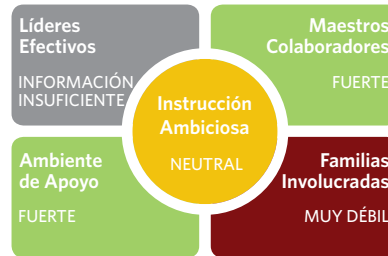 Líderes
Efectivos
INFORMACIÓN
INSUFICIENTE
Maestros
Colaboradores
FUERTE
Instrucción
Ambiciosa
NEUTRAL
Ambiente
de Apoyo
FUERTE
Familias
Involucradas
MUY DÉBIL